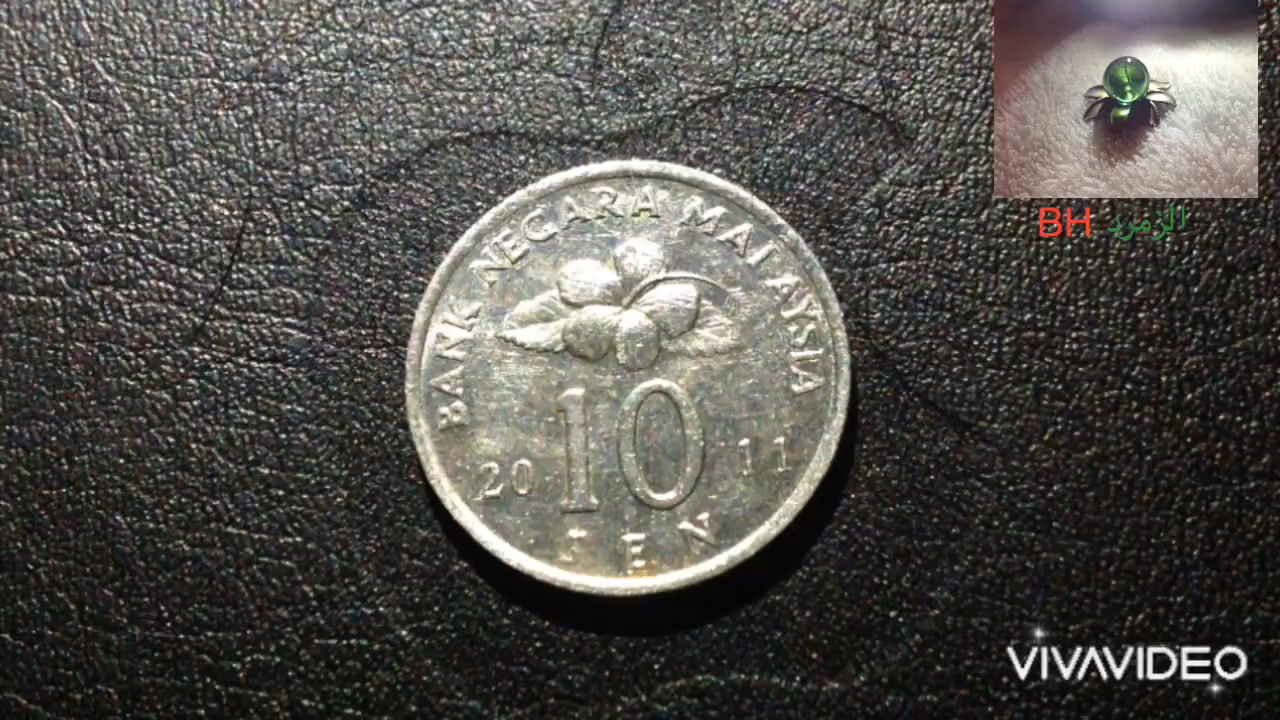 BANK NEGARA MALAYSIA
20 10 11
SEN
BH الزمرد
VIVAVIDEO